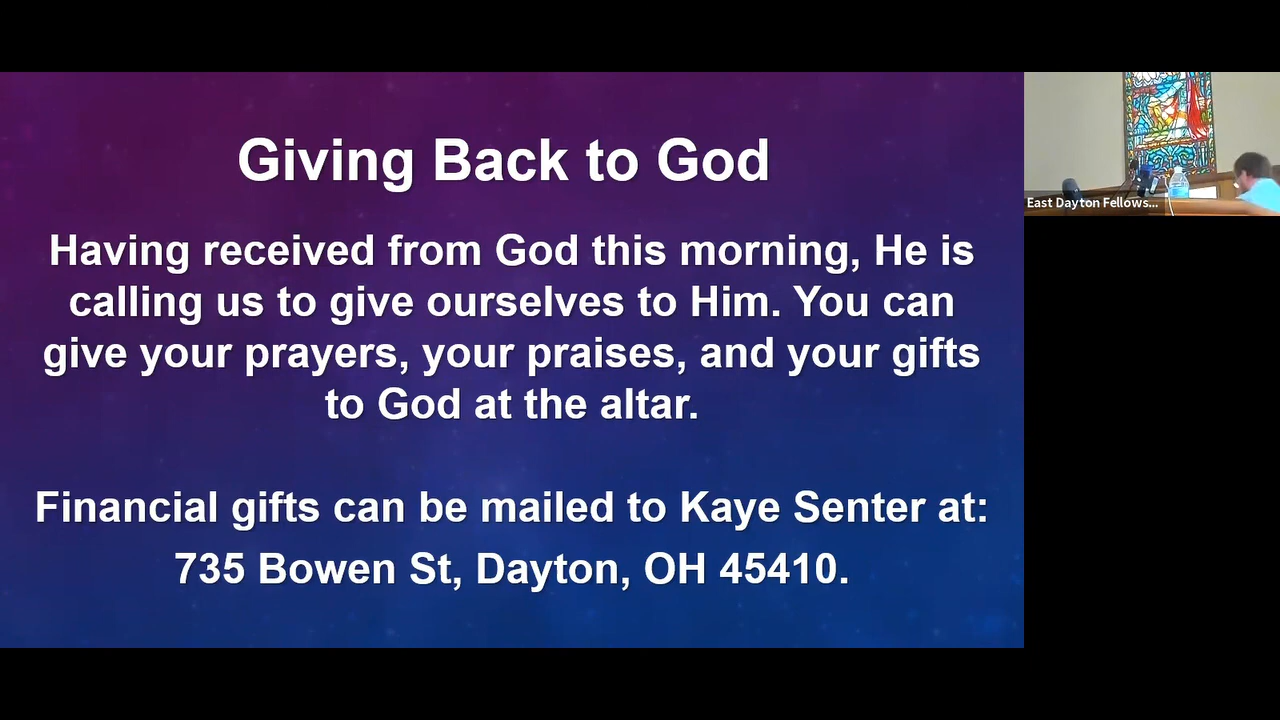 Giving Back to God
Having received from God this morning, He is
calling us to give ourselves to Him. You can
give your prayers, your praises, and your gifts
to God at the altar.
Financial gifts can be mailed to Kaye Senter at:
735 Bowen St, Dayton, OH 45410.
East Dayton Fellows...